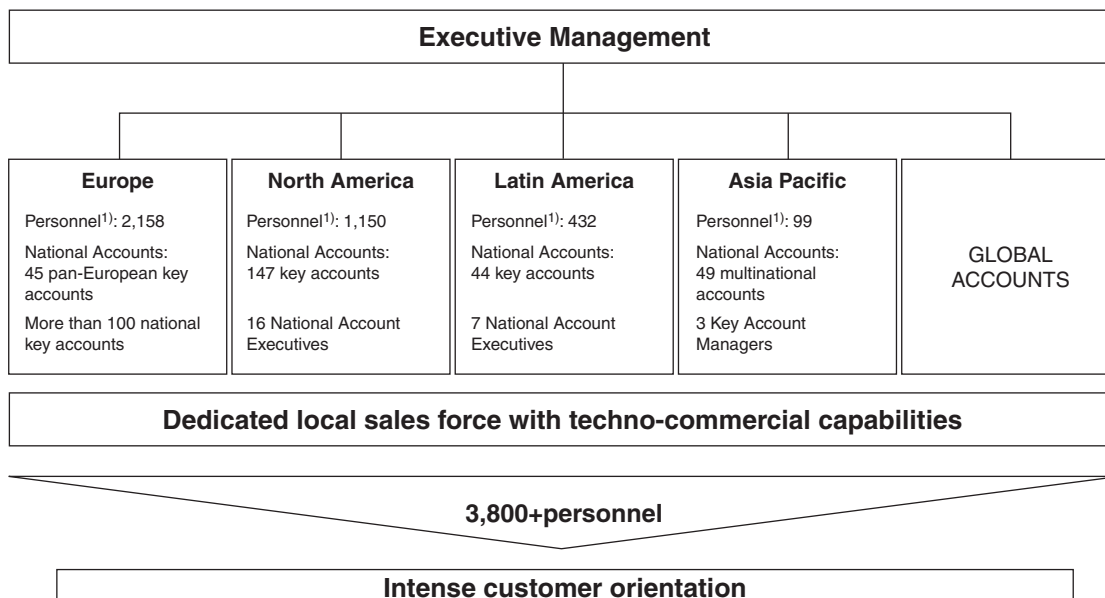 Executive Management
Europe
Personnel1): 2,158
National Accounts:
45 pan-European key
accounts
More than 100 national
key accounts
North America
Personnel1): 1,150
National Accounts:
147 key accounts
16 National Account
Executives
Latin America
Personnel1): 432
National Accounts:
44 key accounts
7 National Account
Executives
Asia Pacific
Personnel1): 99
National Accounts:
49 multinational
accounts
3 Key Account
Managers
GLOBAL
ACCOUNTS
Dedicated local sales force with techno-commercial capabilities
3,800+personnel
Intense customer orientation